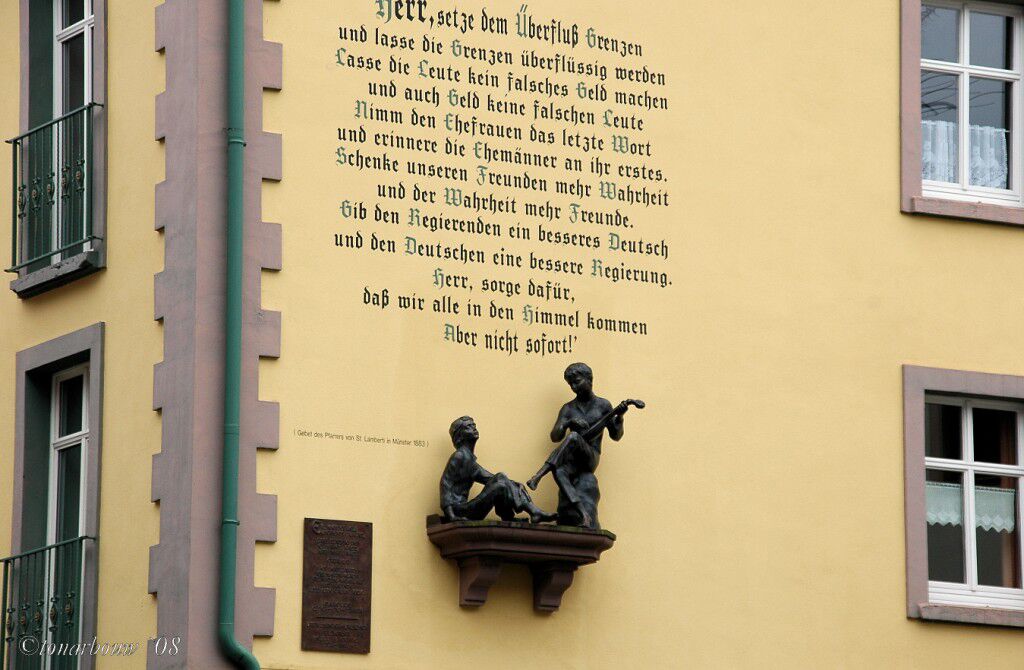 Herr, setze dem Überfluß Grenzen
und lasse die Grenzen überflüssig werden
Lasse die Leute kein falsches Geld machen
und auch Geld keine falschen Leute
Nimm den Ehefrauen das letzte Wort
und erinnere die Ehemänner an ihr erstes.
Schenke unseren Freunden mehr Wahrheit
und der Wahrheit mehr Freunde.
Gib den Regierenden ein besseres Deutsch
und den Deutschen eine bessere Regierung.
Herr, sorge dafür,
daß wir alle in den Himmel kommen
Aber nicht sofort!'
( Gebet des Pfarrers von St. Lamberti in Münster 1883 )
©tonarbouw '08